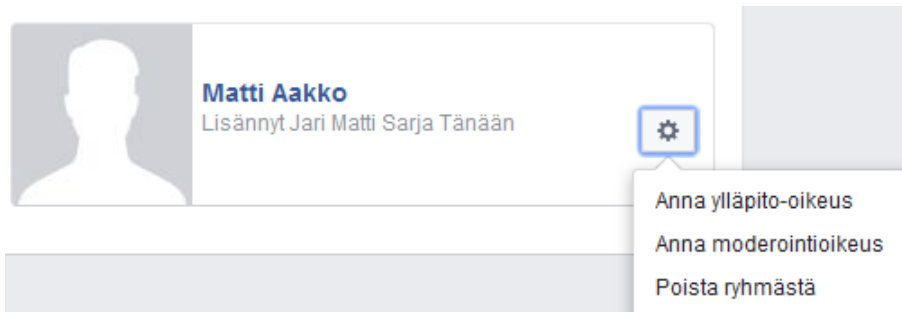 Matti Aakko
Lisännyt Jari Matti Sarja Tänään
Anna ylläpito-oikeus
Anna moderointioikeus
Poista ryhmästä